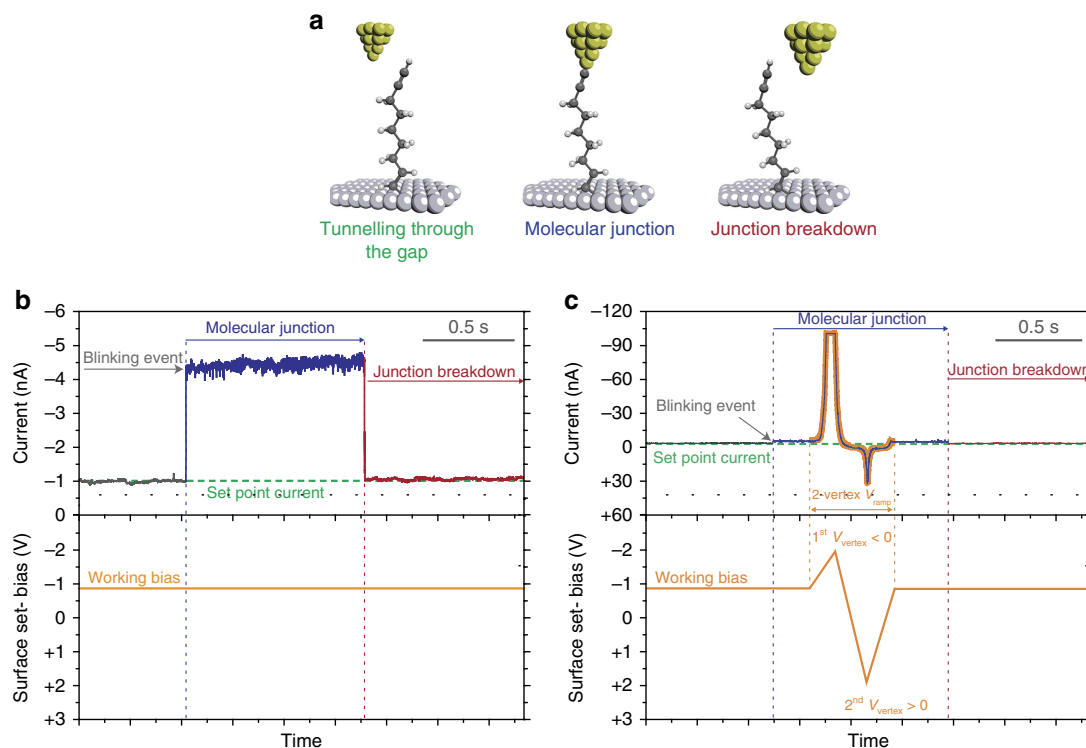 a
Tunnelling through
the gap
Molecular junction
Junction breakdown
b
–6
–5
–4
–3
–2
–1
0
Current (nA)
Molecular junction
0.5 s
Blinking event
Junction breakdown
Set point current
–2
–1
0
+1
+2
+3
Surface set- bias (V)
Working bias
Time
c
–120
–90
–60
–30
0
+30
+60
Current (nA)
Molecular junction
0.5 s
Junction breakdown
Blinking event
Set point current
2-vertex Vramp
–2
–1
0
+1
+2
+3
Surface set- bias (V)
1st Vvertex < 0
Working bias
2nd Vvertex > 0
Time